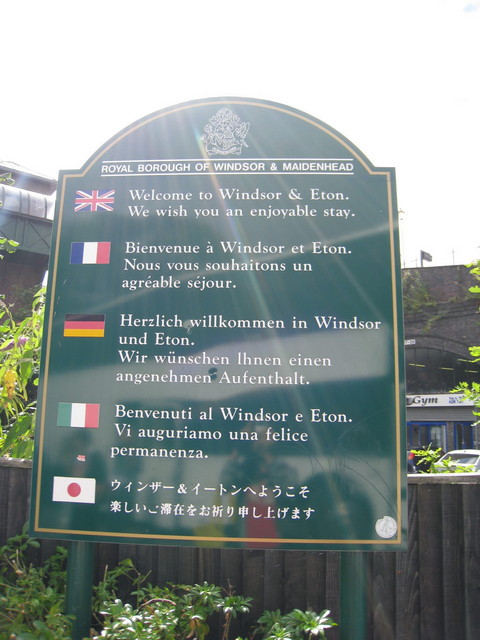 ROYAL BOROUGH OF WINDSOR & MAIDENHEAD
Welcome to Windsor & Eton.
We wish you an enjoyable stay.
Bienvenue à Windsor et Eton.
Nous vous souhaitons un
agréable séjour.
Herzlich willkommen in Windsor
und Eton.
Wir wünschen Ihnen einen
angenehmen Aufenthalt.
Benvenuti al Windsor e Eton.
Vi auguriamo una felice
permanenza.
ウィンザー&イートンへようこそ
楽しいご滞在をお祈り申し上げます
Gym